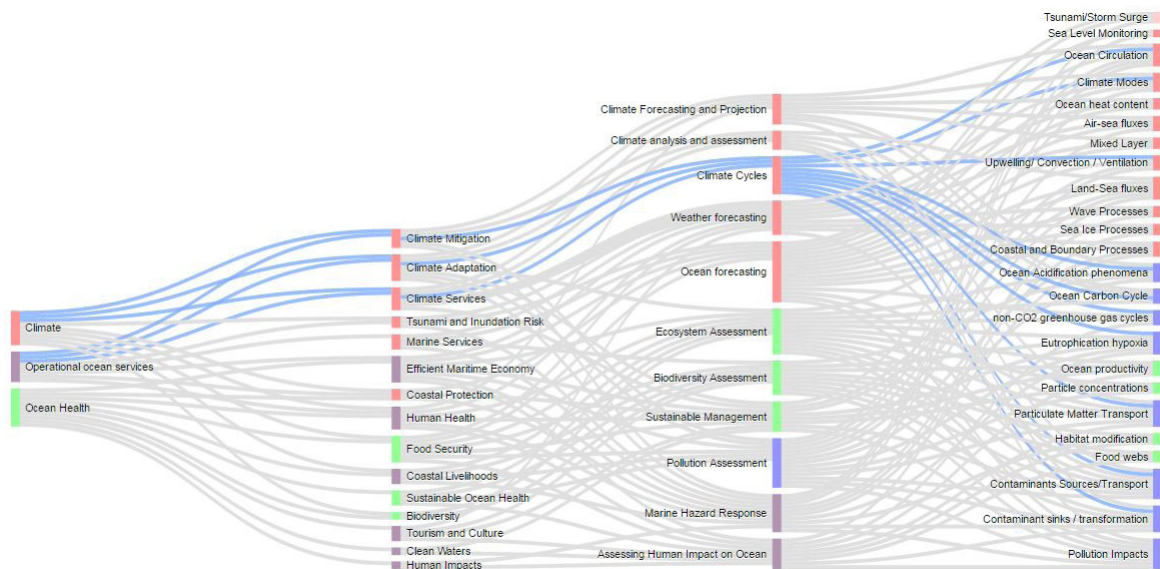 Climate
Operational ocean services
Ocean Health
Climate Mitigation
Climate Adaptation
Climate Services
Tsunami and Inundation Risk
Marine Services
Efficient Maritime Economy
Coastal Protection
Human Health
Food Security
Coastal Livelihoods
Sustainable Ocean Health
Biodiversity
Tourism and Culture
Clean Waters
Human Impacts
Climate Forecasting and Projection
Climate analysis and assessment
Climate Cycles
Weather forecasting
Ocean forecasting
Ecosystem Assessment
Biodiversity Assessment
Sustainable Management
Pollution Assessment
Marine Hazard Response
Assessing Human Impact on Ocean
Tsunami/Storm Surge
Sea Level Monitoring
Ocean Circulation
Climate Modes
Ocean heat content
Air-sea fluxes
Mixed Layer
Upwelling/ Convection / Ventilation
Land-Sea fluxes
Wave Processes
Sea Ice Processes
Coastal and Boundary Processes
Ocean Acidification phenomena
Ocean Carbon Cycle
non-CO2 greenhouse gas cycles
Eutrophication hypoxia
Ocean productivity
Particle concentrations
Particulate Matter Transport
Habitat modification
Food webs
Contaminants Sources/Transport
Contaminant sinks / transformation
Pollution Impacts